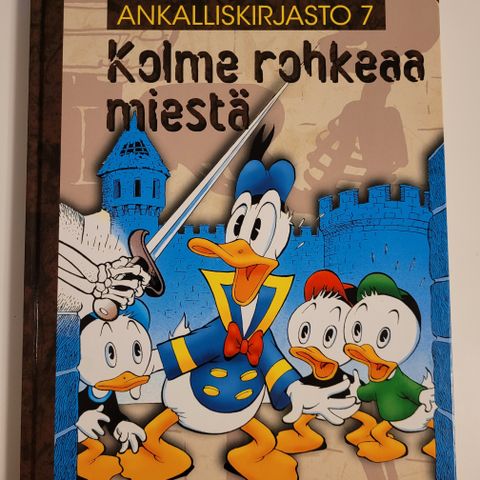 ANKALLISKIRJASTO 7
Kolme rohkeaa
miestä